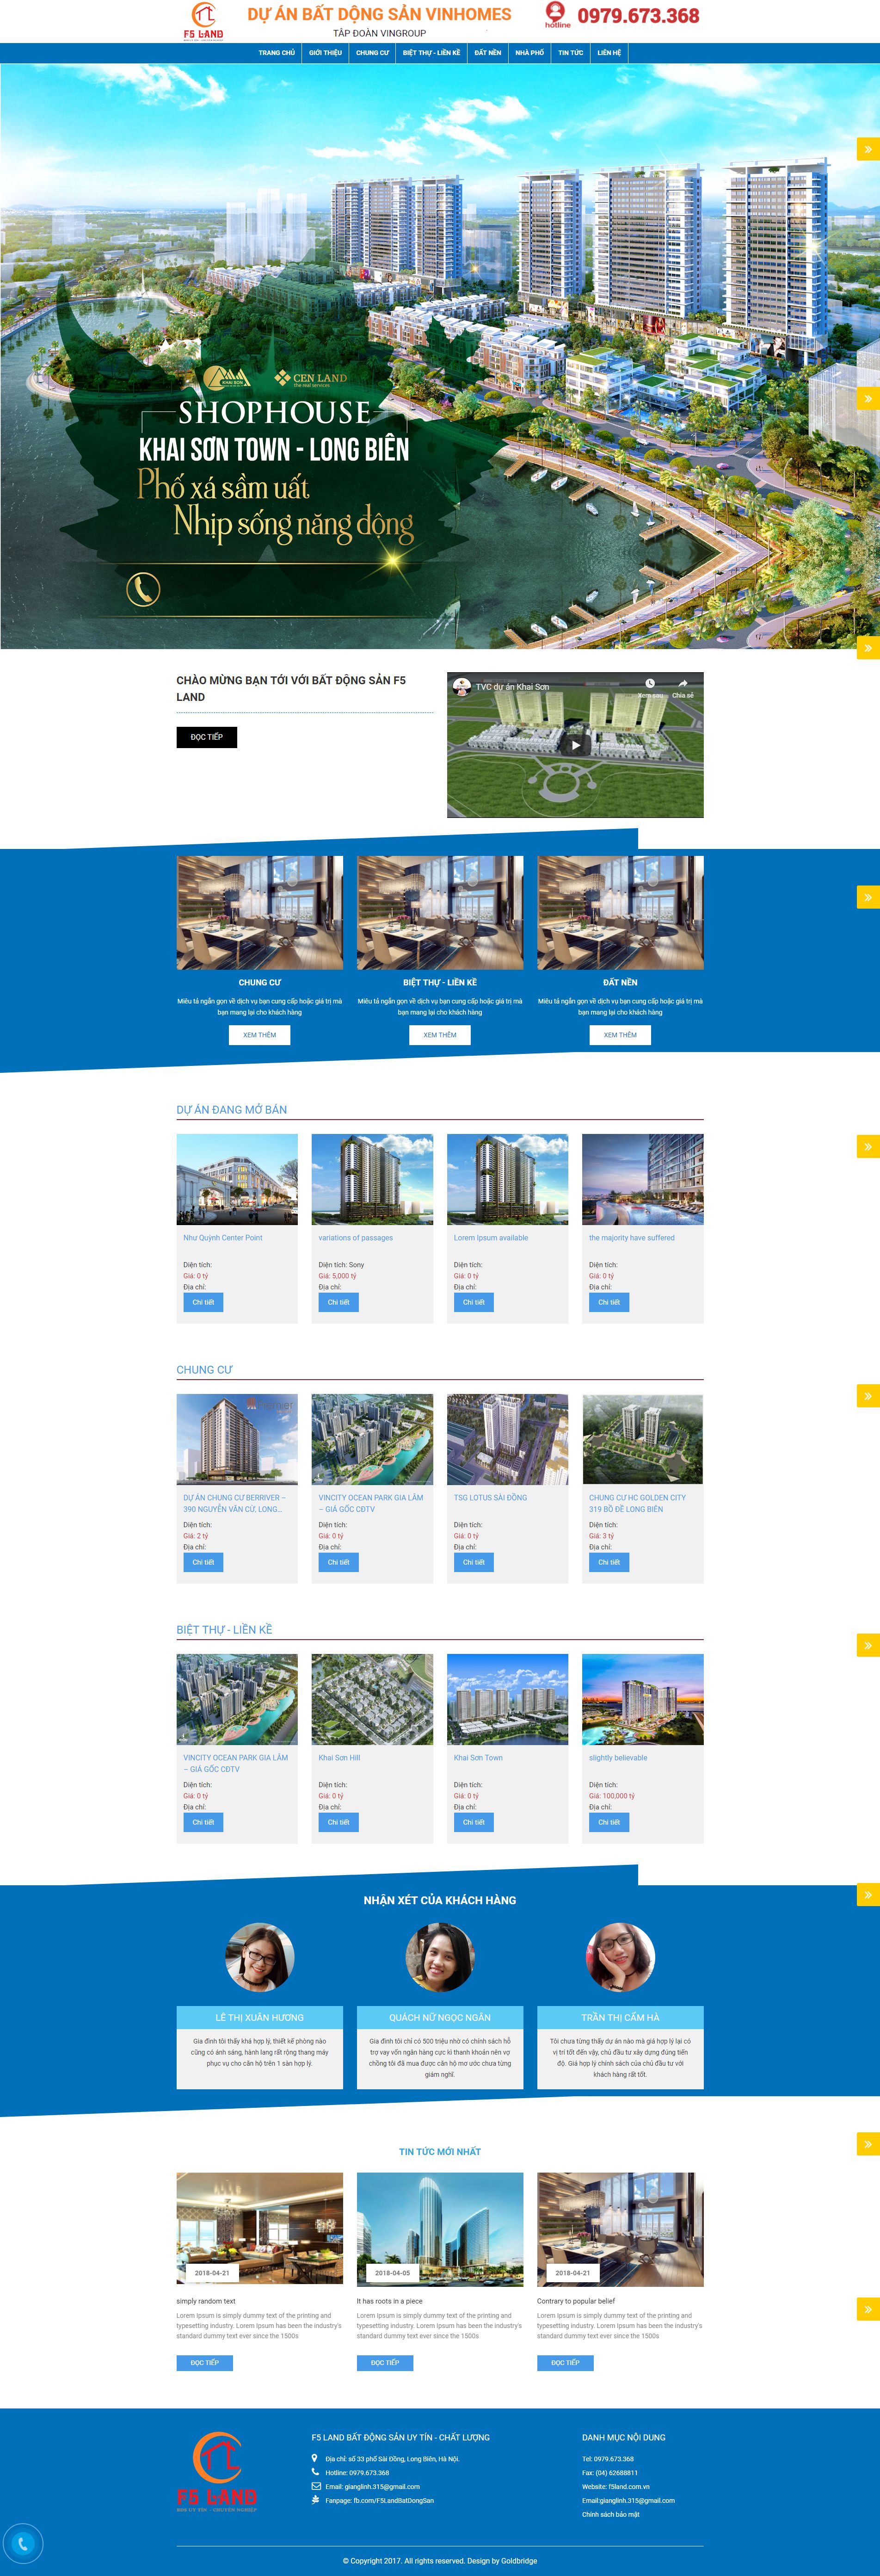 F5 LAND
DỰ ÁN BẤT ĐỘNG SẢN VINHOMES
TẬP ĐOÀN VINGROUP
hotline
0979.673.368
TRANG CHỦ GIỚI THIỆU CHUNG CƯ BIỆT THỰ - LIỀN KỀ ĐẤT NỀN NHÀ PHỐ TIN TỨC LIÊN HỆ
KHAI SON CEN LAND
the real services
SHOPHOUSE
KHAI SƠN TOWN - LONG BIÊN
Phố xá sầm uất
Nhịp sống năng động
CHÀO MỪNG BẠN TỚI VỚI BẤT ĐỘNG SẢN F5
LAND
ĐỌC TIẾP
TVC dự án Khai Sơn
Xem sau Chia sẻ
CHUNG CƯ BIỆT THỰ - LIỀN KỀ ĐẤT NỀN
Miêu tả ngắn gọn về dịch vụ bạn cung cấp hoặc giá trị mà Miêu tả ngắn gọn về dịch vụ bạn cung cấp hoặc giá trị mà Miêu tả ngắn gọn về dịch vụ bạn cung cấp hoặc giá trị mà
bạn mang lại cho khách hàng bạn mang lại cho khách hàng bạn mang lại cho khách hàng
XEM THÊM XEM THÊM XEM THÊM
DỰ ÁN ĐANG MỞ BÁN
Như Quỳnh Center Point variations of passages Lorem Ipsum available the majority have suffered
Diện tích: Diện tích: Sony Diện tích: Diện tích:
Giá: 0 tỷ Giá: 5,000 tỷ Giá: 0 tỷ Giá: 0 tỷ
Địa chỉ: Địa chỉ: Địa chỉ: Địa chỉ:
Chi tiết Chi tiết Chi tiết Chi tiết
CHUNG CƯ
DỰ ÁN CHUNG CƯ BERRIVER – VINCITY OCEAN PARK GIA LÂM TSG LOTUS SÀI ĐỒNG CHUNG CƯ HC GOLDEN CITY
390 NGUYỄN VĂN CỪ, LONG... – GIÁ GỐC CĐTV 319 BỒ ĐỀ LONG BIÊN
Diện tích: Diện tích: Diện tích: Diện tích:
Giá: 2 tỷ Giá: 0 tỷ Giá: 0 tỷ Giá: 3 tỷ
Địa chỉ: Địa chỉ: Địa chỉ: Địa chỉ:
Chi tiết Chi tiết Chi tiết Chi tiết
BIỆT THỰ - LIỀN KỀ
VINCITY OCEAN PARK GIA LÂM Khai Sơn Hill Khai Sơn Town slightly believable
– GIÁ GỐC CĐTV
Diện tích: Diện tích: Diện tích: Diện tích:
Giá: 0 tỷ Giá: 0 tỷ Giá: 0 tỷ Giá: 100,000 tỷ
Địa chỉ: Địa chỉ: Địa chỉ: Địa chỉ:
Chi tiết Chi tiết Chi tiết Chi tiết
NHẬN XÉT CỦA KHÁCH HÀNG
LÊ THỊ XUÂN HƯƠNG QUÁCH NỮ NGỌC NGÂN TRẦN THỊ CẨM HÀ
Gia đình tôi thấy khá hợp lý, thiết kế phòng nào Gia đình tôi chỉ có 500 triệu nhờ có chính sách hỗ Tôi chưa từng thấy dự án nào mà giá hợp lý lại có
cũng có ánh sáng, hành lang rất rộng thang máy trợ vay vốn ngân hàng cực kì thanh khoản nên vợ vị trí tốt đến vậy, chủ đầu tư xây dựng đúng tiến
phục vụ cho căn hộ trên 1 sàn hợp lý. chồng tôi đã mua được căn hộ mơ ước chưa từng độ. Giá hợp lý chính sách của chủ đầu tư với
giám nghĩ. khách hàng rất tốt.
TIN TỨC MỚI NHẤT
2018-04-21 2018-04-05 2018-04-21
simply random text It has roots in a piece Contrary to popular belief
Lorem Ipsum is simply dummy text of the printing and Lorem Ipsum is simply dummy text of the printing and Lorem Ipsum is simply dummy text of the printing and
typesetting industry. Lorem Ipsum has been the industry's typesetting industry. Lorem Ipsum has been the industry's typesetting industry. Lorem Ipsum has been the industry's
standard dummy text ever since the 1500s standard dummy text ever since the 1500s standard dummy text ever since the 1500s
ĐỌC TIẾP ĐỌC TIẾP ĐỌC TIẾP
F5 LAND
F5 LAND BẤT ĐỘNG SẢN UY TÍN - CHẤT LƯỢNG
Địa chỉ: số 33 phố Sài Đồng, Long Biên, Hà Nội.
Hotline: 0979.673.368
Email: gianglinh.315@gmail.com
Fanpage: fb.com/F5LandBatDongSan
DANH MỤC NỘI DUNG
Tel: 0979.673.368
Fax: (04) 62688811
Website: f5land.com.vn
Email:gianglinh.315@gmail.com
Chính sách bảo mật
© Copyright 2017. All rights reserved. Design by Goldbridge